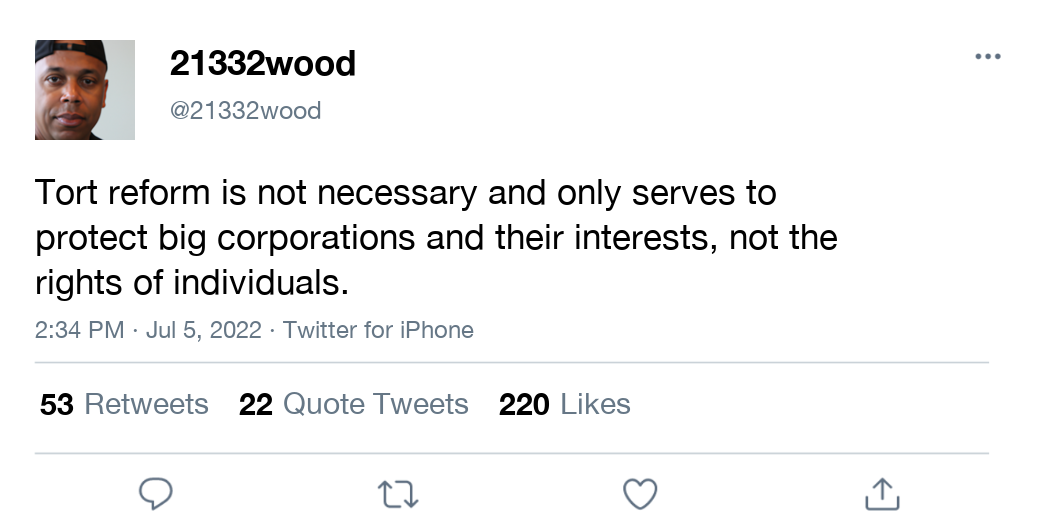 21332wood
@21332wood
Tort reform is not necessary and only serves to
protect big corporations and their interests, not the
rights of individuals.
2:34 PM · Jul 5, 2022 · Twitter for iPhone
53 Retweets 22 Quote Tweets 220 Likes